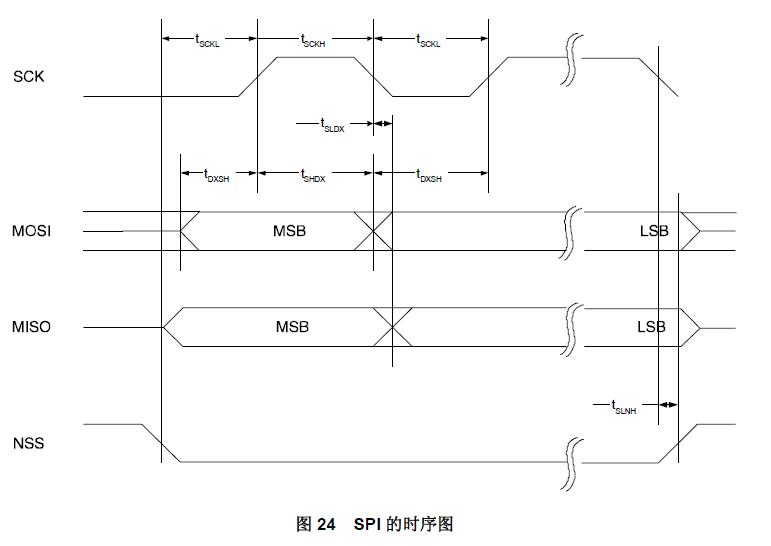 tSCKL tSCKH tSCKL
SCK
tSLDX
tDXSH tSHDX tDXSH
MOSI MSB LSB
MISO MSB LSB
tSLNH
NSS
图 24 SPI 的时序图